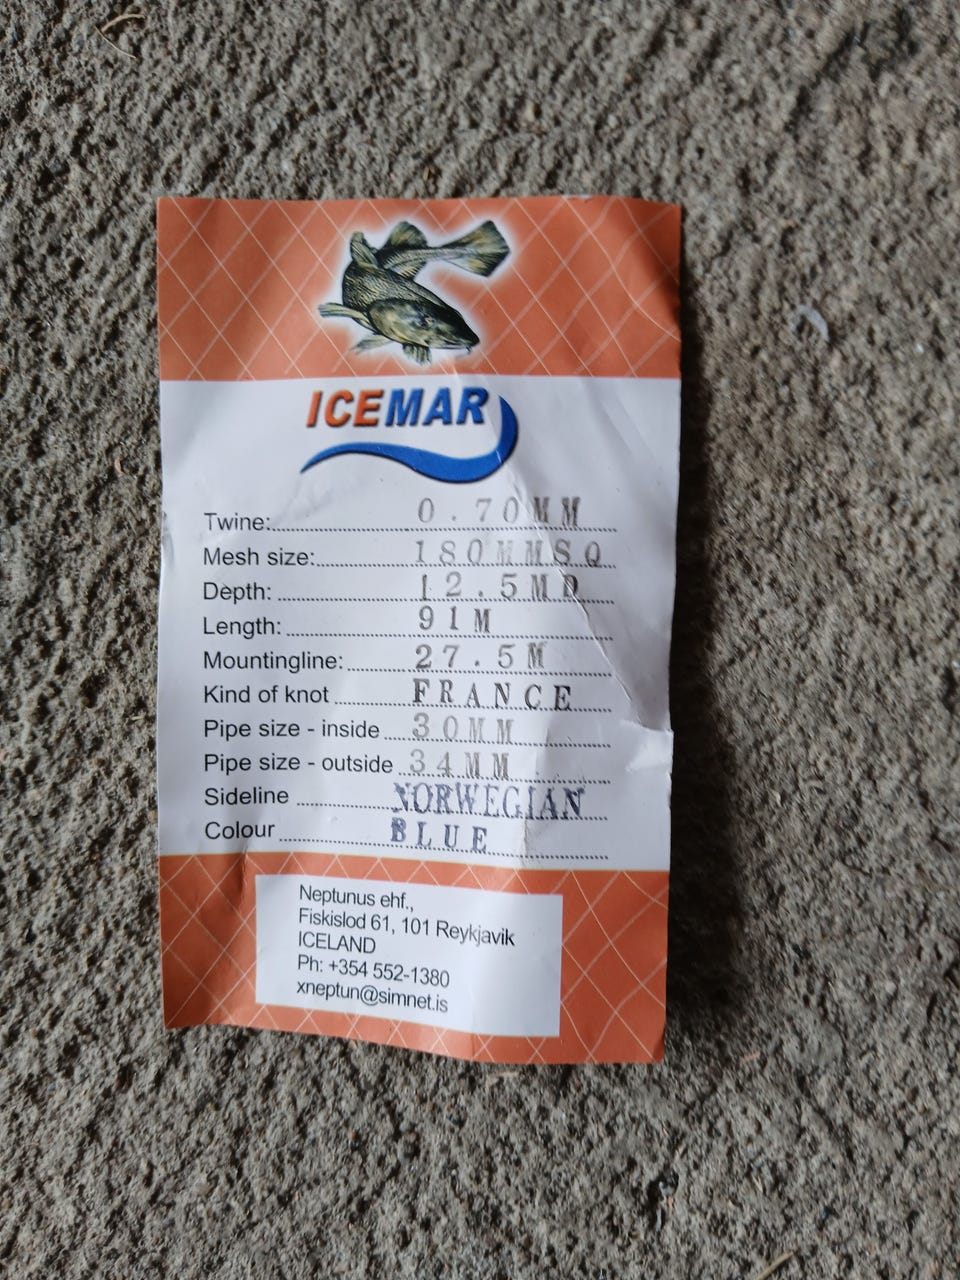 ICEMAR
Twine: 0.70MM
Mesh size: 180MMSQ
Depth: 12.5MD
Length: 91M
Mountingline: 27.5M
Kind of knot FRANCE
Pipe size - inside 30MM
Pipe size - outside 34MM
Sideline NORWEGIAN
Colour BLUE
Neptunus ehf.,
Fiskislod 61, 101 Reykjavik
ICELAND
Ph: +354 552-1380
xneptun@simnet.is